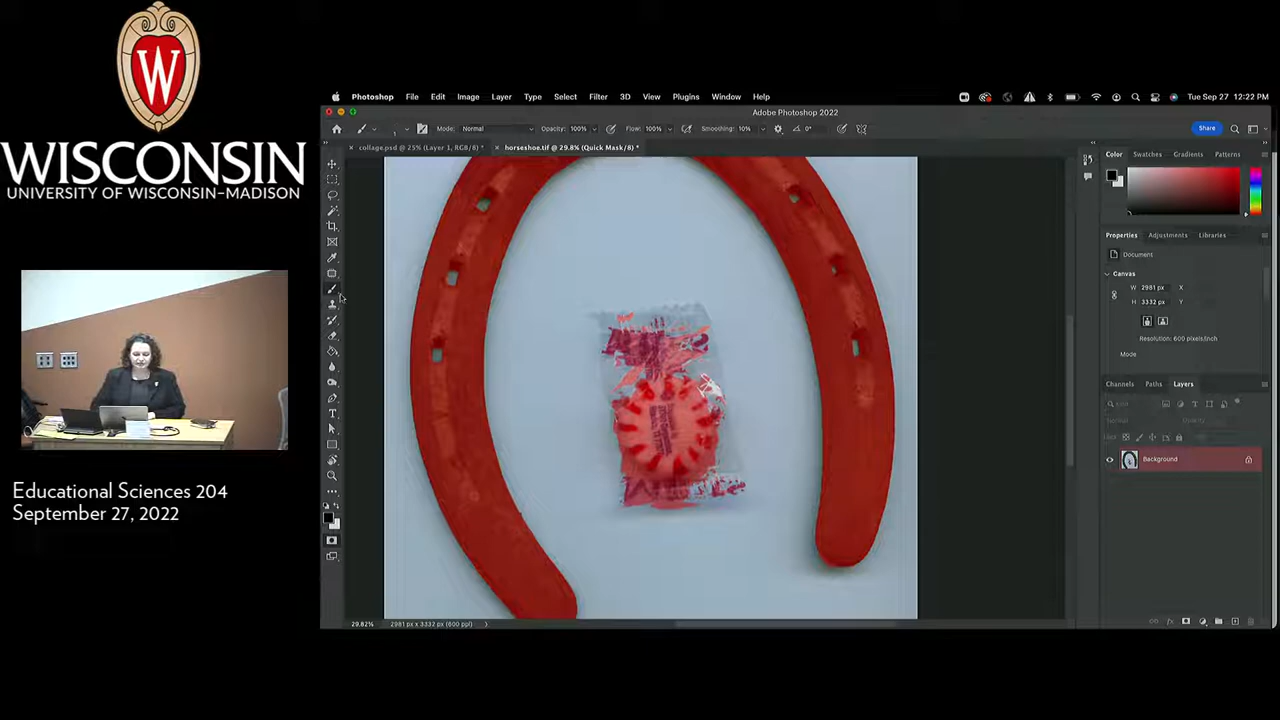 W
WISCONSIN
UNIVERSITY OF WISCONSIN-MADISON
Educational Sciences 204
September 27, 2022
Photoshop File Edit Image Layer Type Select Filter 3D View Plugins Window Help
Tue Sep 27 12:22 PM
Adobe Photoshop 2022
Mode: Normal Opacity: 100% Flow: 100% Smoothing: 10% 0° Share
collage.psd @ 25% (Layer 1, RGB/8) * horseshoe.tif @ 29.8% (Quick Mask/8) *
Color Swatches Gradients Patterns
Properties Adjustments Libraries
Document
Canvas
W 2981 px X
H 3332 px Y
Resolution: 600 pixels/inch
Mode
Channels Paths Layers
Background
29.82% 2981 px x 3332 px (600 ppi)